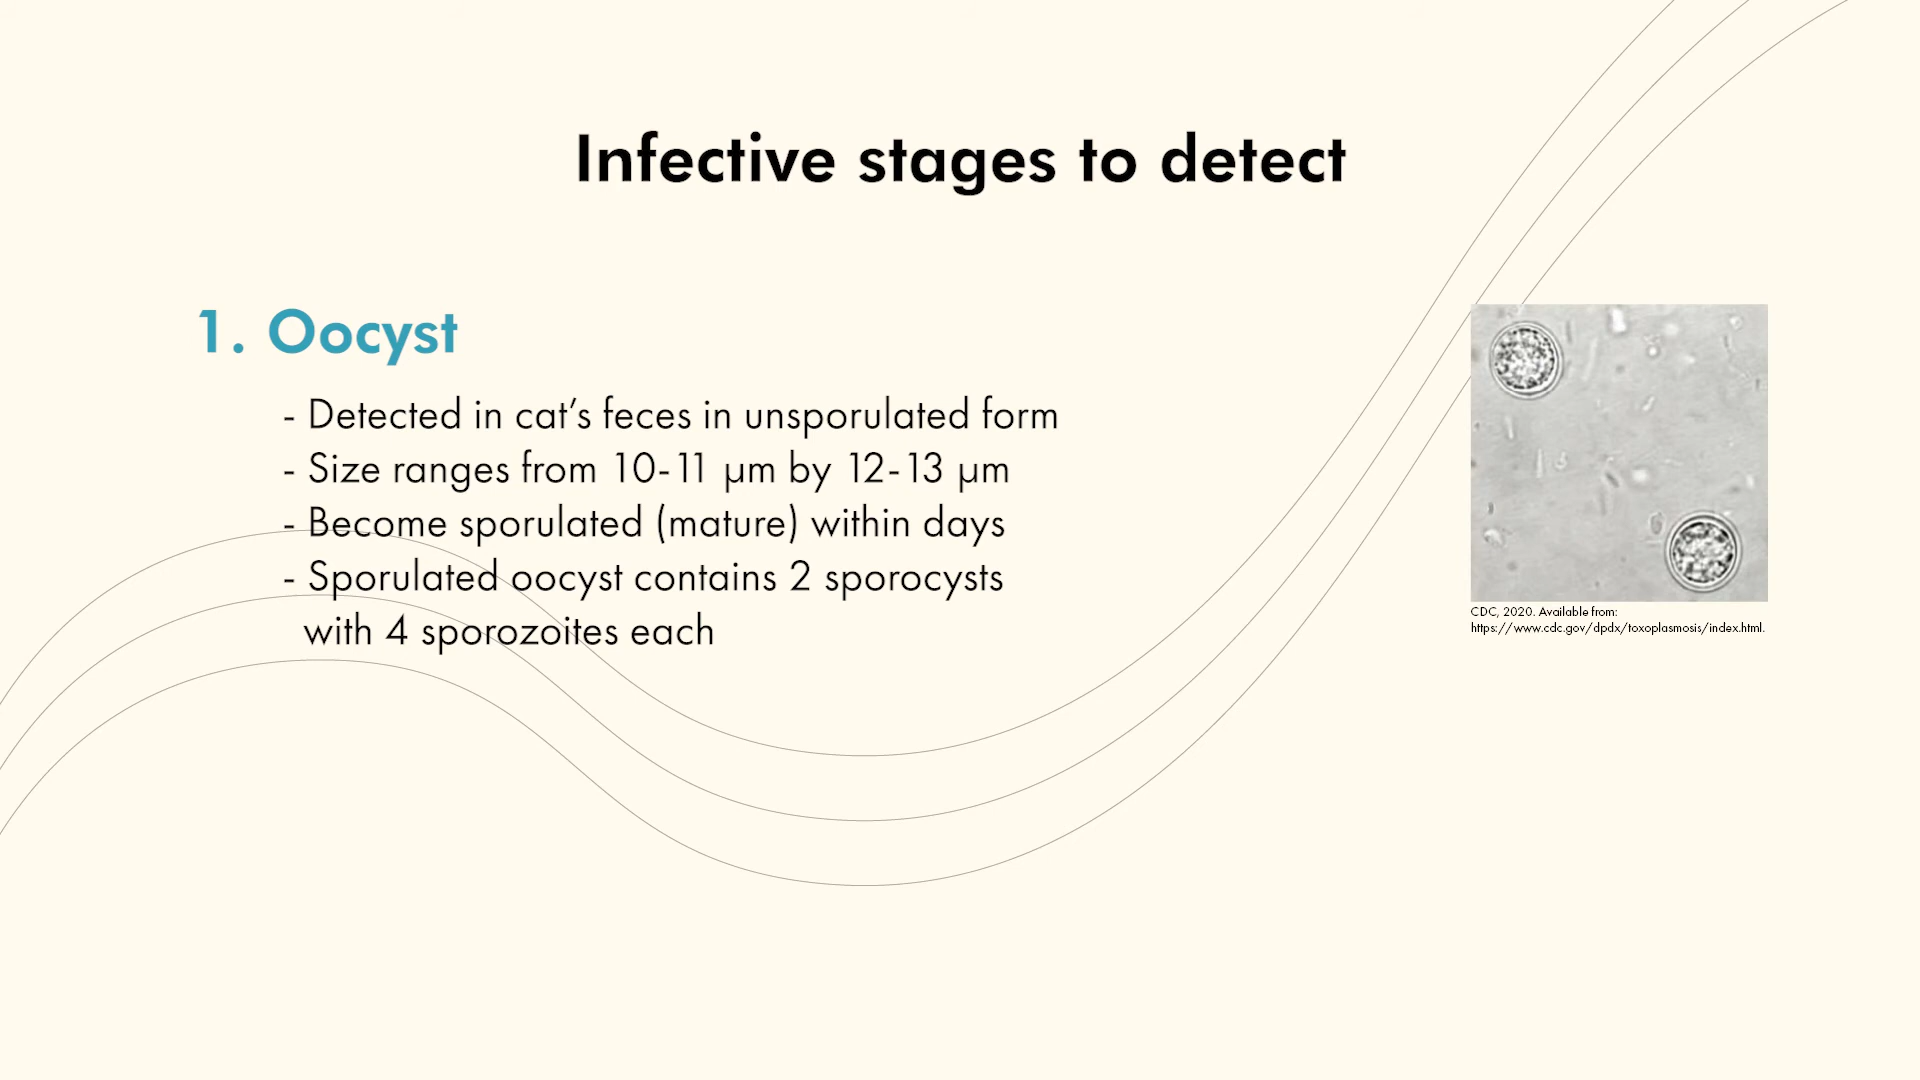 Infective stages to detect
1. Oocyst
- Detected in cat’s feces in unsporulated form
- Size ranges from 10-11 µm by 12-13 µm
- Become sporulated (mature) within days
- Sporulated oocyst contains 2 sporocysts
with 4 sporozoites each
CDC, 2020. Available from:
https://www.cdc.gov/dpdx/toxoplasmosis/index.html.